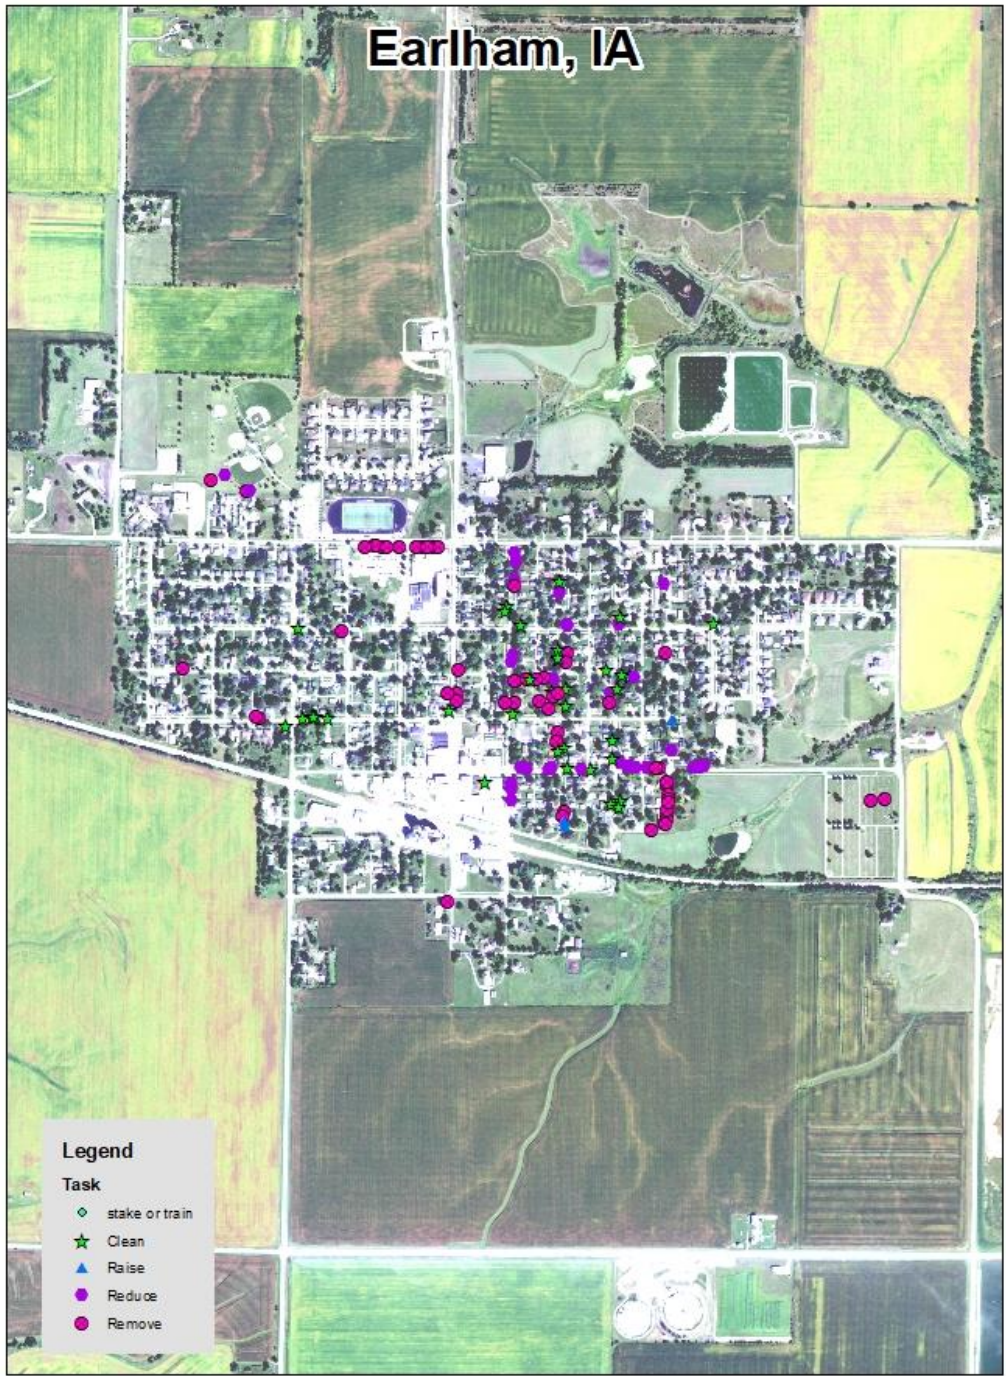 Earlham, IA
Legend
Task
stake or train
Clean
Raise
Reduce
Remove